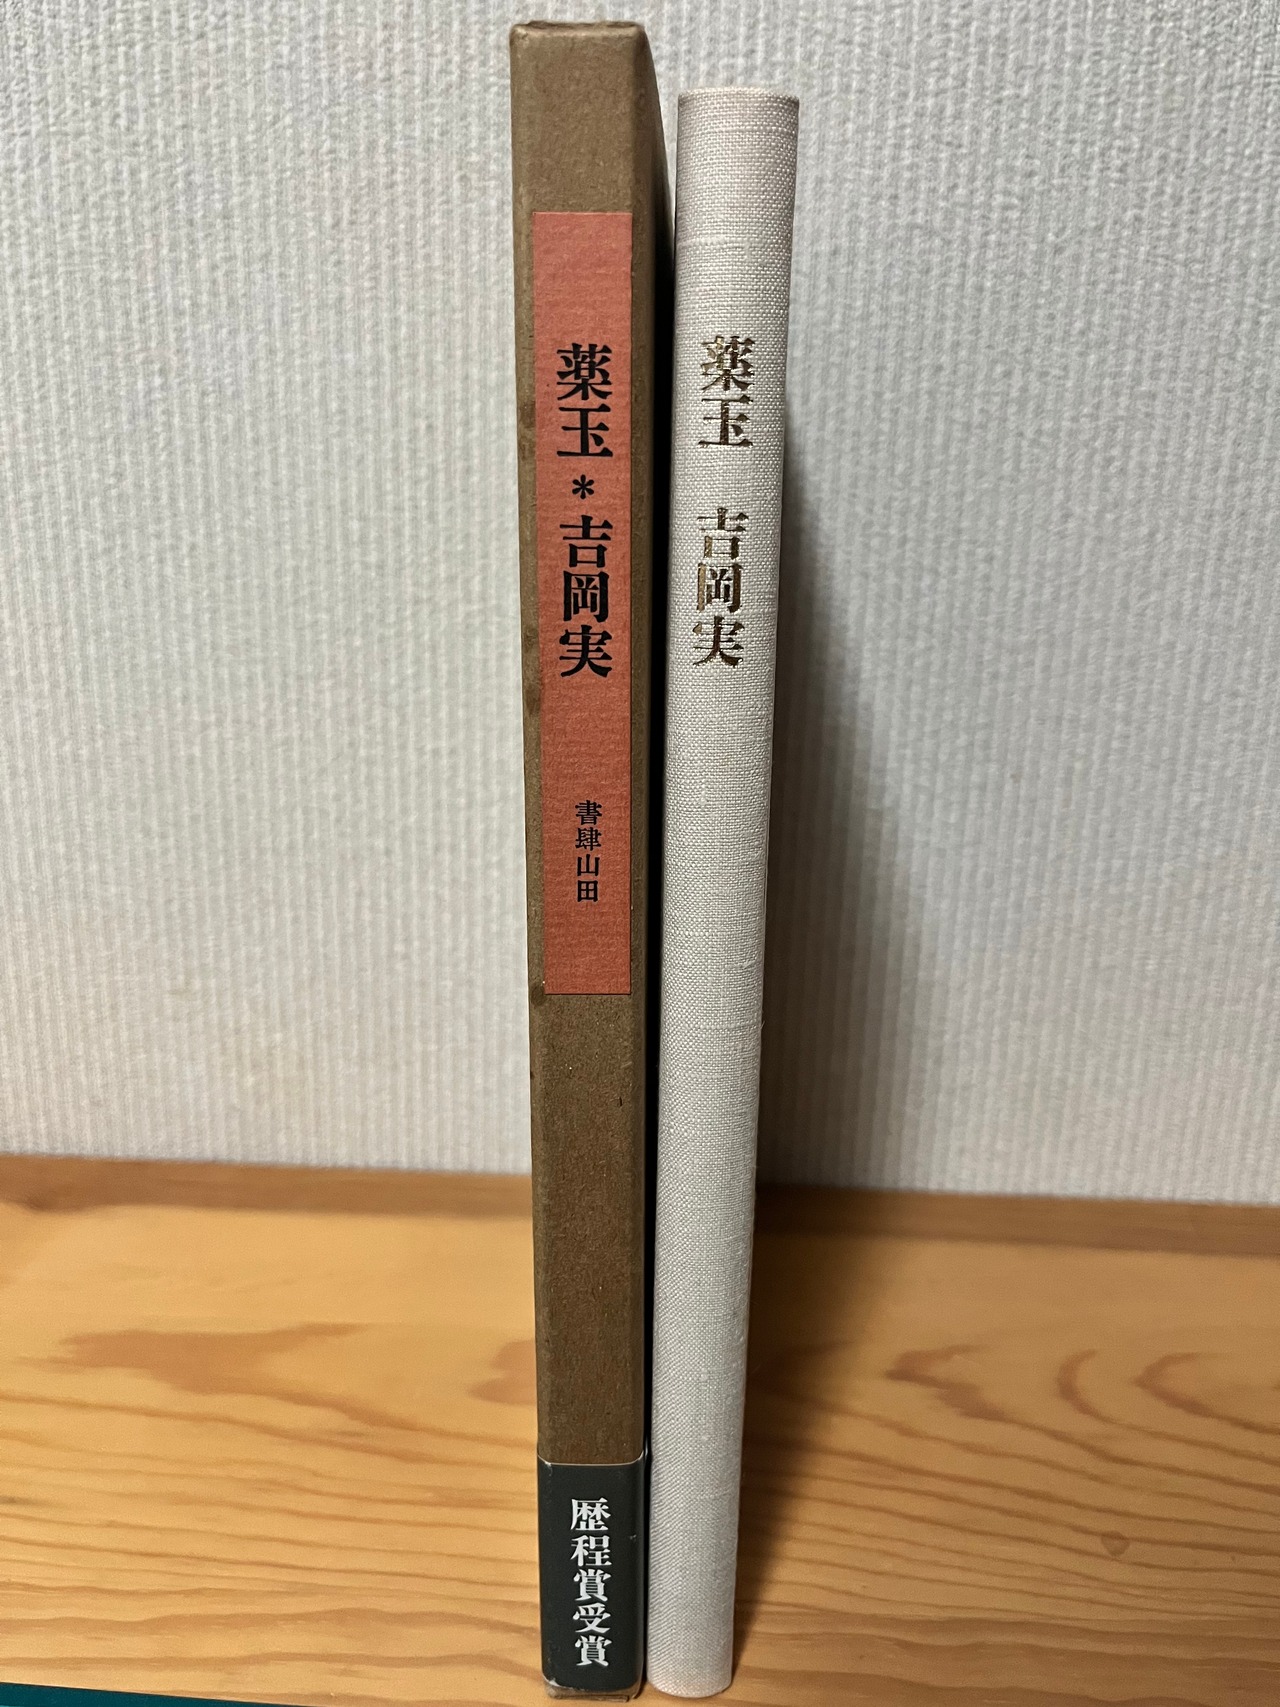 薬玉＊吉岡実
書肆山田
歴程賞受賞
薬玉 吉岡実